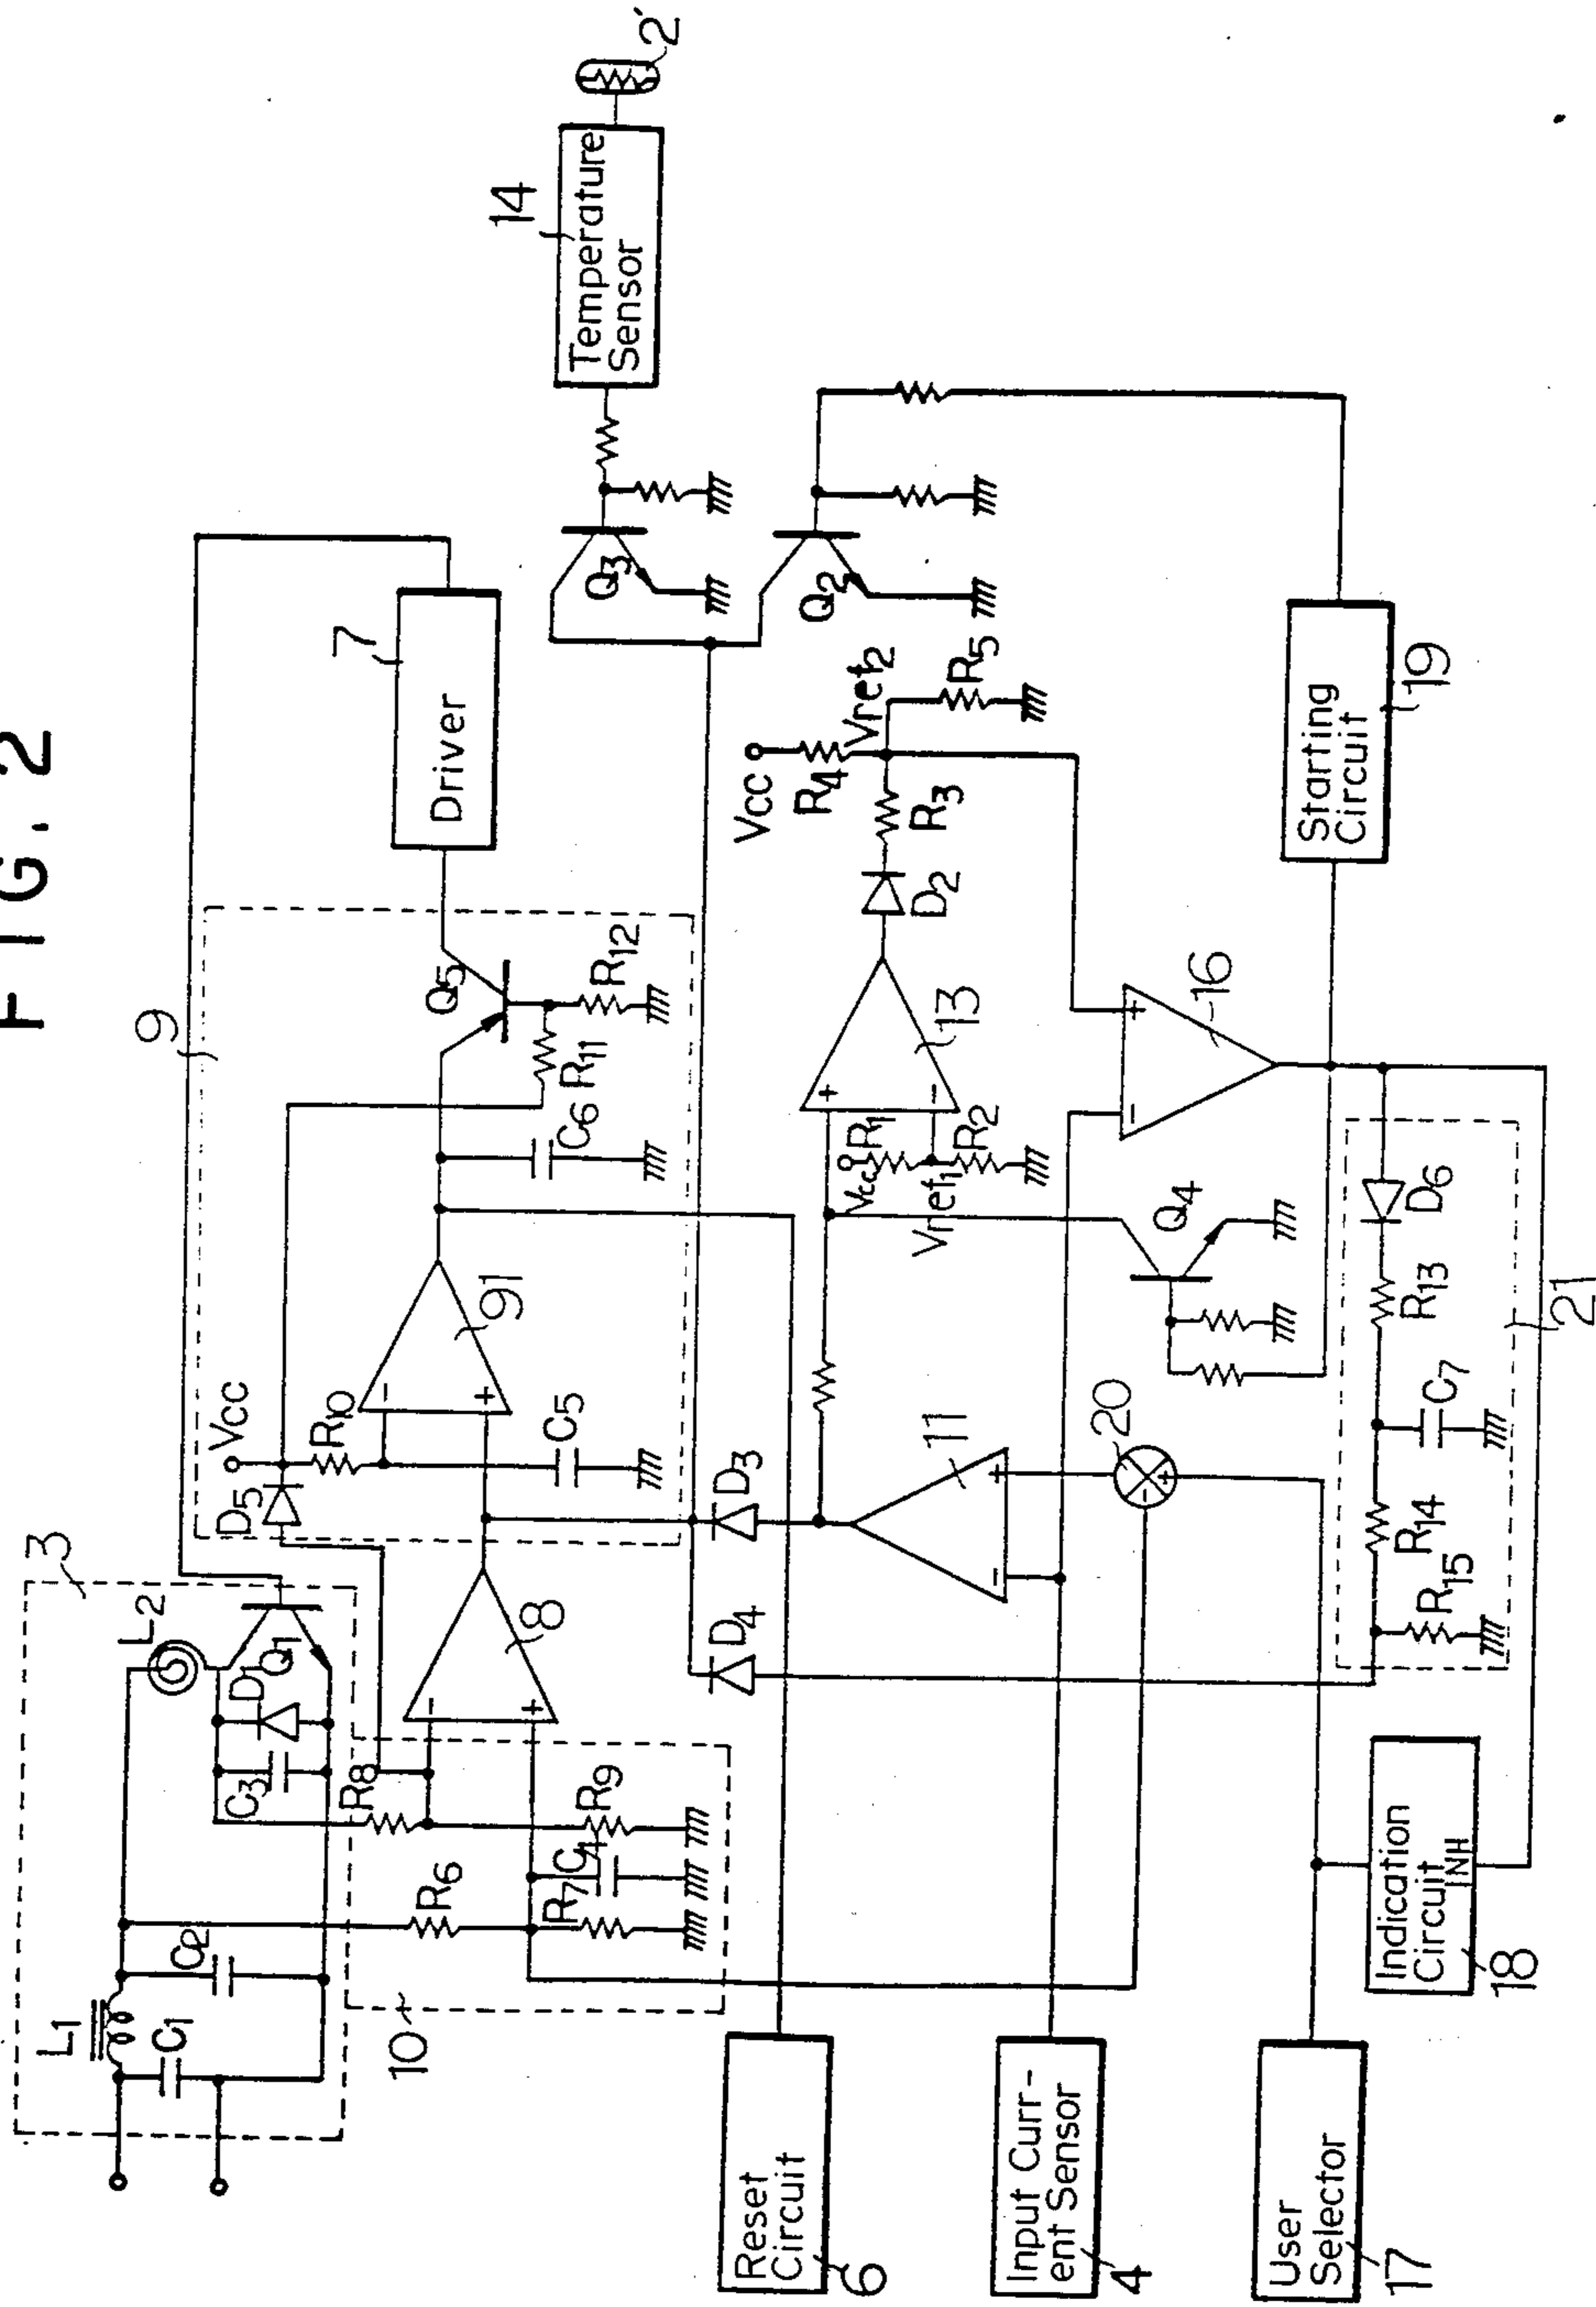 FIG. 2
3
L1
C1
C2
L2
D1
Q1
C3
10
R6
R7
C4
R8
R9
8
- +
9
D5
Vcc
R10
- +
91
C5
C6
R11
Q5
R12
7
Driver
14
Temperature
Sensor
2'
Q3
Q2
D4
D3
11
- +
20
- +
Vcc
R1
Vref1
R2
+ -
13
D2
R3
Vcc
R4
Vref2
R5
Q4
- +
16
Starting
Circuit
19
21
D6
R13
C7
R14
R15
Reset
Circuit
6
Input Curr-
ent Sensor
4
User
Selector
17
Indication
Circuit
INH
18